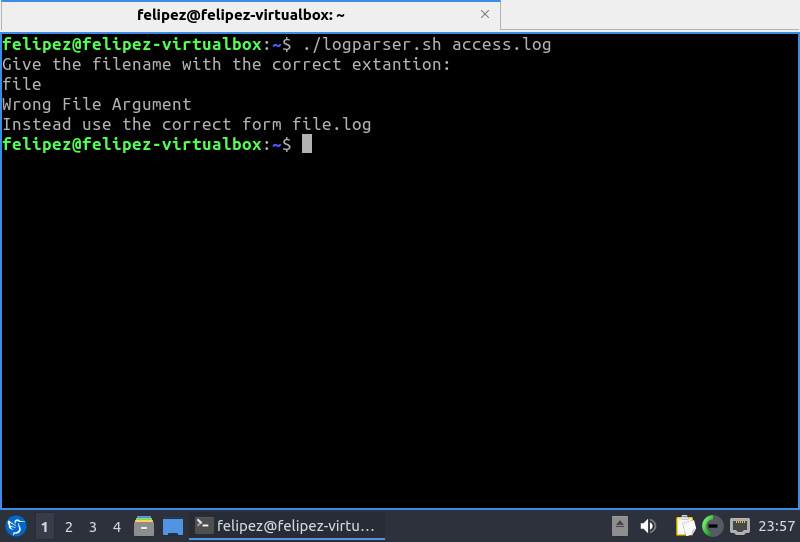 felipez@felipez-virtualbox: ~
felipez@felipez-virtualbox:~$ ./logparser.sh access.log
Give the filename with the correct extantion:
file
Wrong File Argument
Instead use the correct form file.log
felipez@felipez-virtualbox:~$
1 2 3 4 felipez@felipez-virtu... 23:57